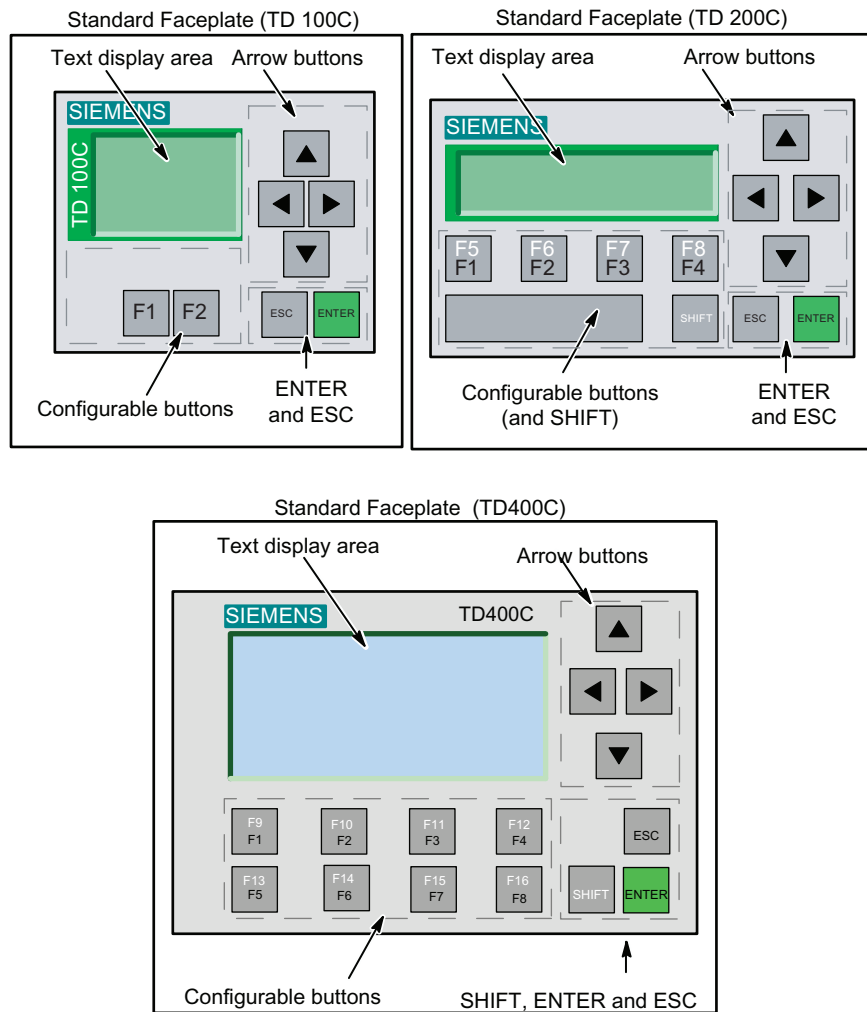 Standard Faceplate (TD 100C)
Text display area Arrow buttons
SIEMENS
TD 100C
F1 F2
ESC ENTER
Configurable buttons
ENTER
and ESC
Standard Faceplate (TD 200C)
Text display area
Arrow buttons
SIEMENS
F5 F6 F7 F8
F1 F2 F3 F4
SHIFT ESC ENTER
Configurable buttons
(and SHIFT)
ENTER
and ESC
Standard Faceplate (TD400C)
Text display area
Arrow buttons
SIEMENS TD400C
F9 F10 F11 F12
F1 F2 F3 F4
ESC
F13 F14 F15 F16
F5 F6 F7 F8
SHIFT ENTER
Configurable buttons
SHIFT, ENTER and ESC